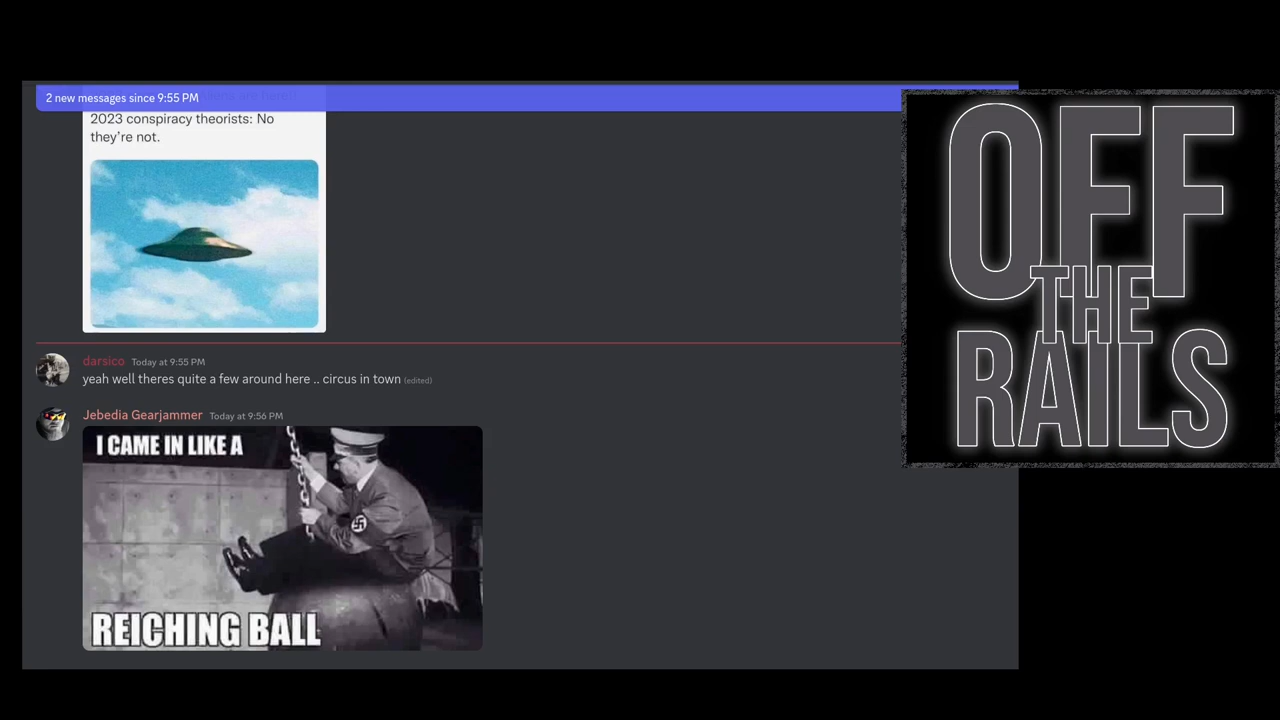 2 new messages since 9:55 PM
2023 conspiracy theorists: No
they're not.
darsico Today at 9:55 PM
yeah well theres quite a few around here .. circus in town (edited)
Jebedia Gearjammer Today at 9:56 PM
I CAME IN LIKE A
REICHING BALL
OFF
THE
RAILS